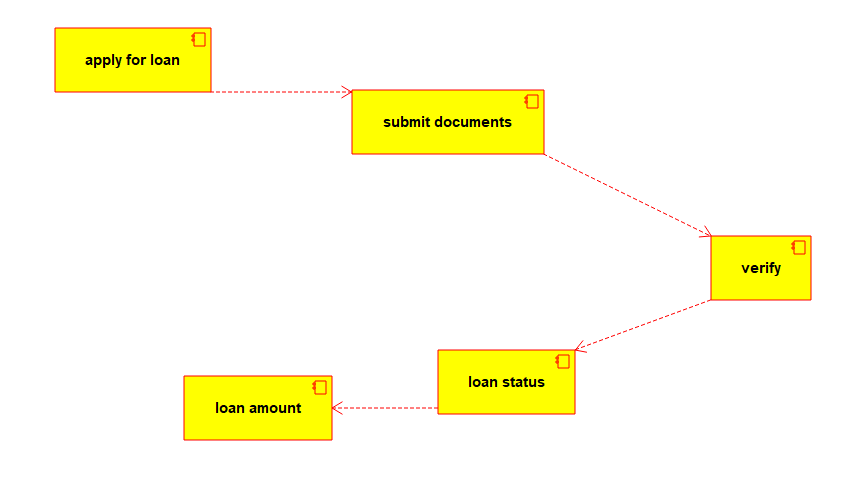 apply for loan
submit documents
verify
loan status
loan amount